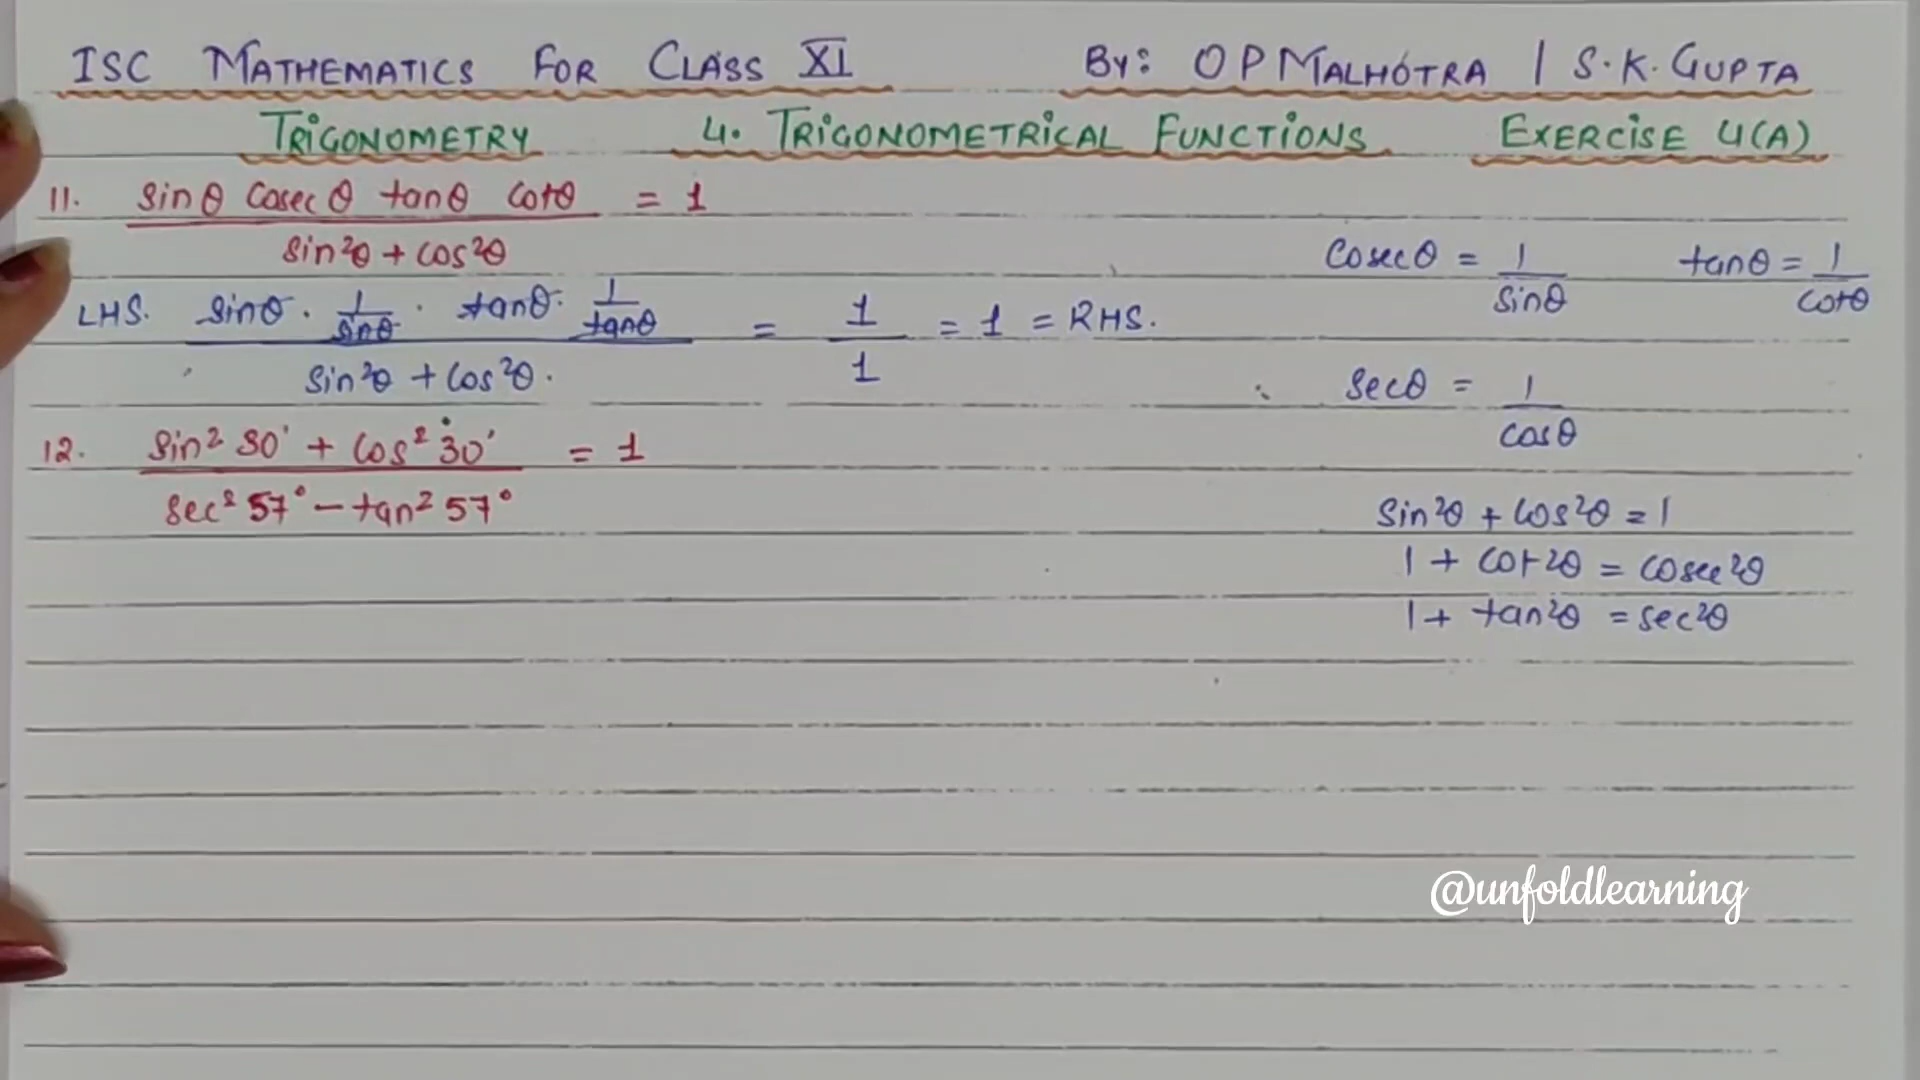 ISC MATHEMATICS FOR CLASS XI BY: O P MALHOTRA | S.K. GUPTA
TRIGONOMETRY 4. TRIGONOMETRICAL FUNCTIONS EXERCISE 4(A)
11. sinθ cosecθ tanθ cotθ = 1
sin²θ + cos²θ
LHS. sinθ . 1/sinθ . tanθ . 1/tanθ = 1/1 = 1 = RHS.
sin²θ + cos²θ.
12. sin² 30' + cos² 30' = 1
sec² 57° − tan² 57°
cosecθ = 1/sinθ tanθ = 1/cotθ
secθ = 1/cosθ
sin²θ + cos²θ = 1
1 + cot²θ = cosec²θ
1 + tan²θ = sec²θ
@unfoldlearning